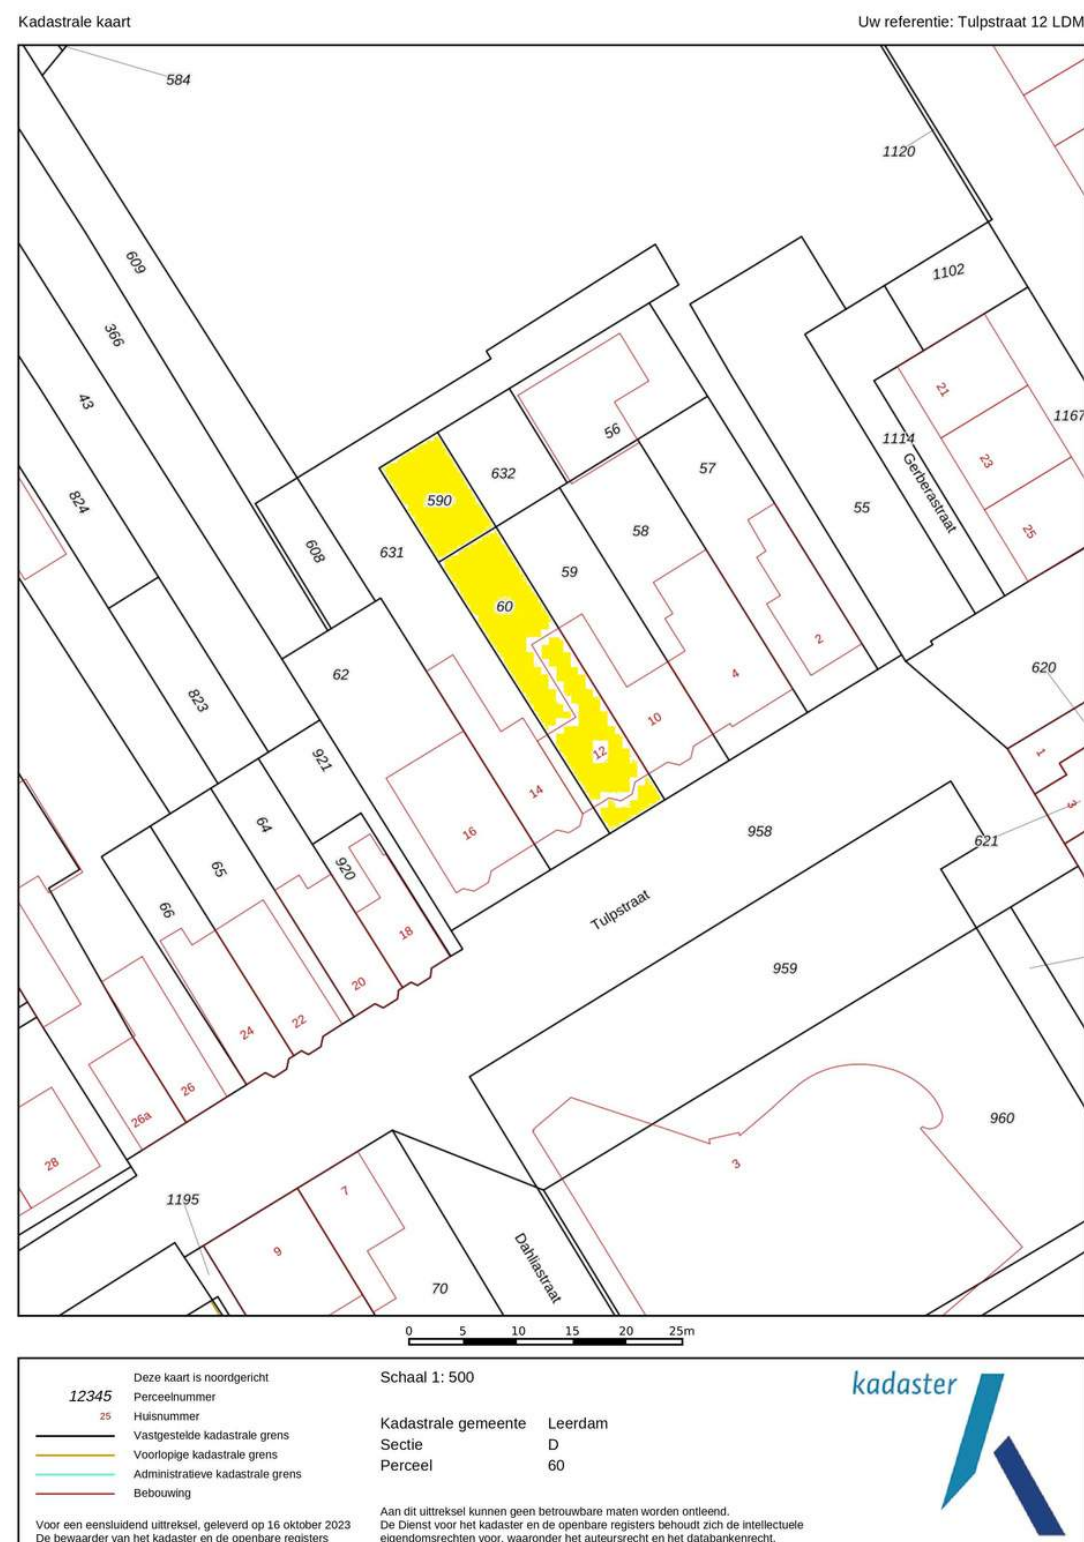 Kadastrale kaart
Uw referentie: Tulpstraat 12 LDM
584
1120
609
1102
366
43
21
1167
1114
56
632
23
57
824
590
Gerberastraat
55
58
25
608
631
59
60
2
620
62
4
823
10
1
12
921
14
3
64
16
958
621
65
920
66
Tulpstraat
18
959
20
22
24
26
26a
960
28
3
7
1195
9
Dahliastraat
70
0 5 10 15 20 25m
Deze kaart is noordgericht
12345 Perceelnummer
25 Huisnummer
Vastgestelde kadastrale grens
Voorlopige kadastrale grens
Administratieve kadastrale grens
Bebouwing
Schaal 1: 500
Kadastrale gemeente Leerdam
Sectie D
Perceel 60
kadaster
Voor een eensluidend uittreksel, geleverd op 16 oktober 2023
De bewaarder van het kadaster en de openbare registers
Aan dit uittreksel kunnen geen betrouwbare maten worden ontleend.
De Dienst voor het kadaster en de openbare registers behoudt zich de intellectuele
eigendomsrechten voor, waaronder het auteursrecht en het databankenrecht.